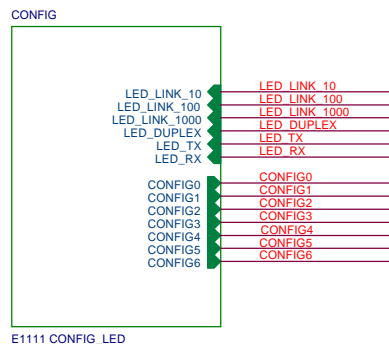 CONFIG
LED_LINK_10 LED_LINK_10
LED_LINK_100 LED_LINK_100
LED_LINK_1000 LED_LINK_1000
LED_DUPLEX LED_DUPLEX
LED_TX LED_TX
LED_RX LED_RX
CONFIG0 CONFIG0
CONFIG1 CONFIG1
CONFIG2 CONFIG2
CONFIG3 CONFIG3
CONFIG4 CONFIG4
CONFIG5 CONFIG5
CONFIG6 CONFIG6
E1111 CONFIG_LED